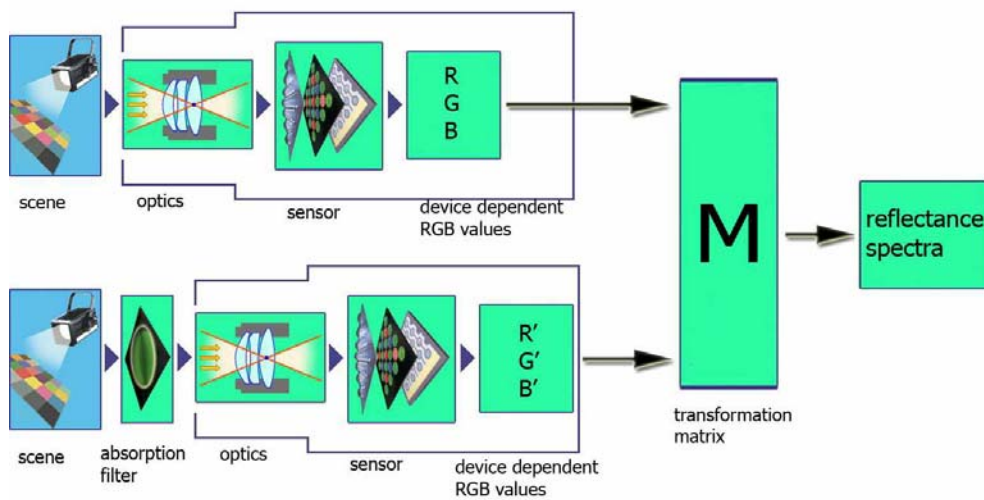 R
G
B
scene
optics
sensor
device dependent
RGB values
M
reflectance
spectra
R'
G'
B'
transformation
matrix
scene
absorption
filter
optics
sensor
device dependent
RGB values